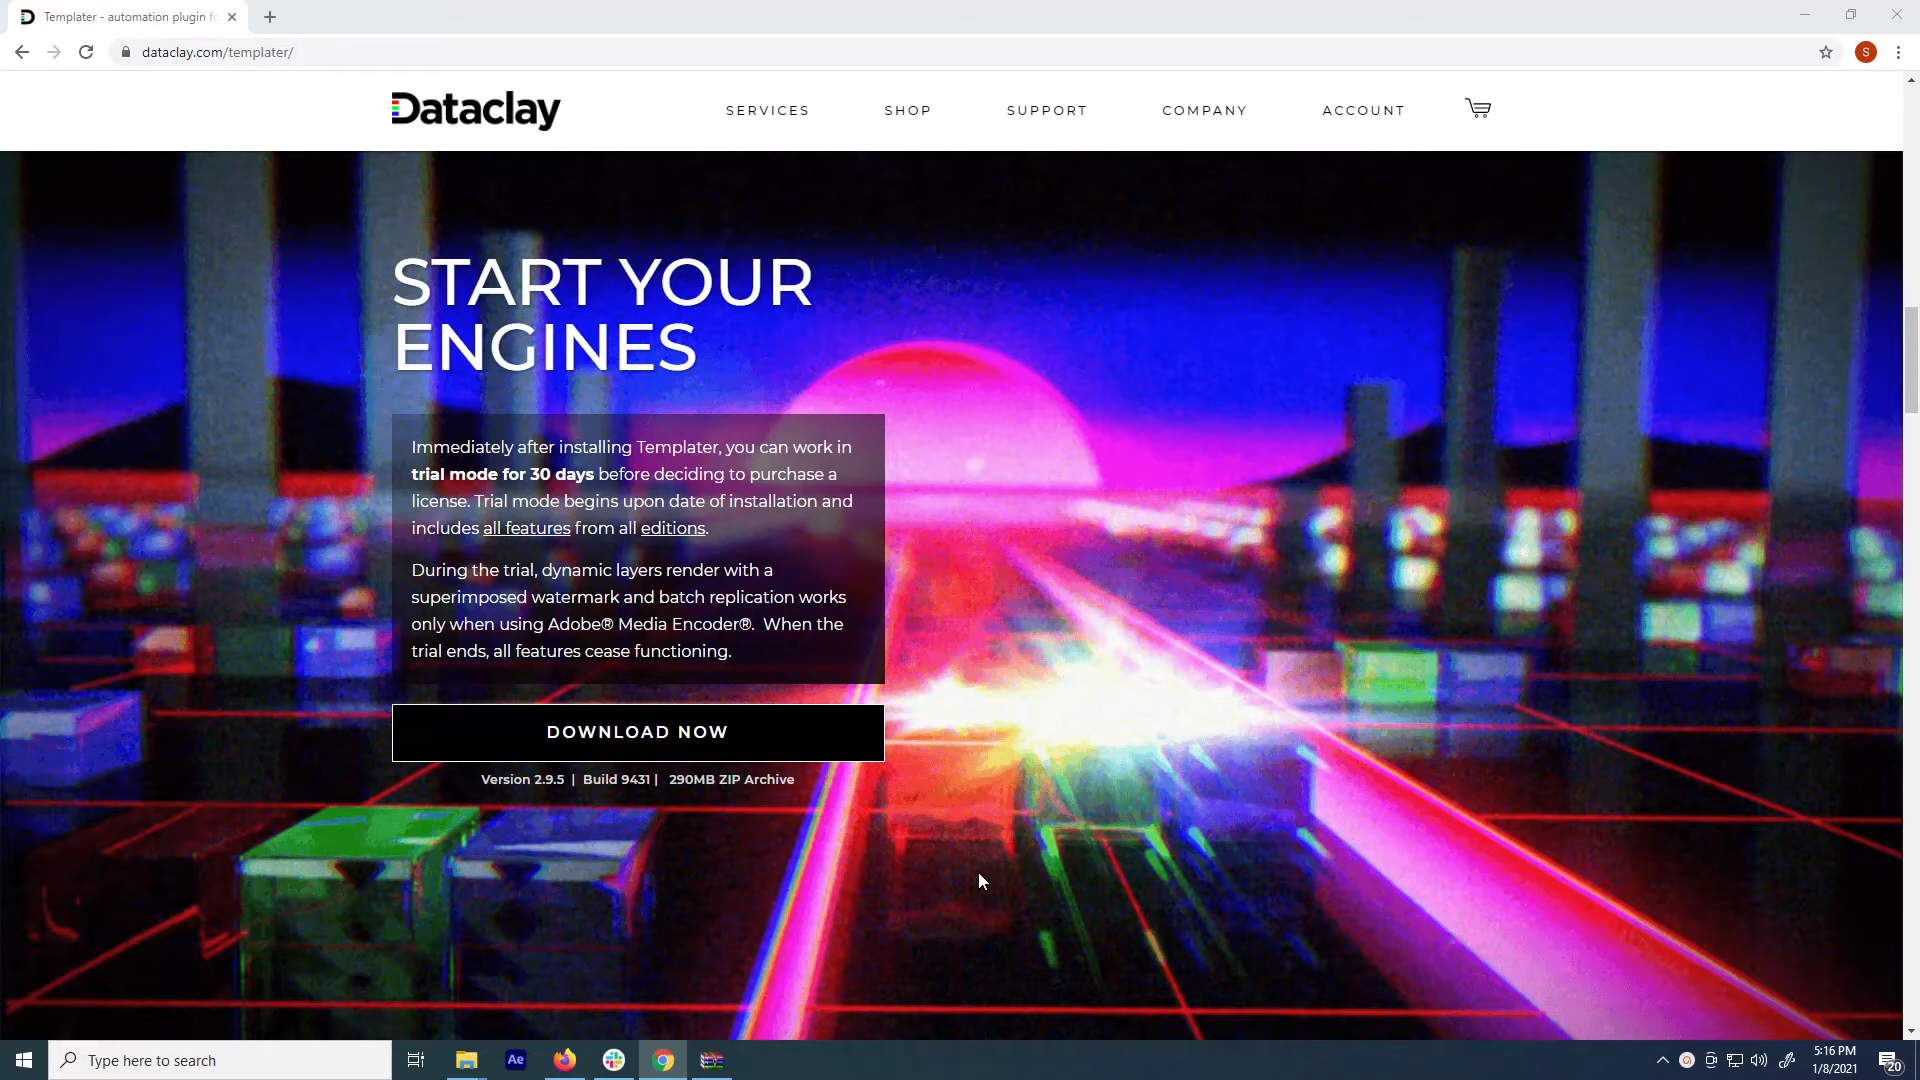 Templater - automation plugin fo
dataclay.com/templater/
S
Dataclay
SERVICES
SHOP
SUPPORT
COMPANY
ACCOUNT
START YOUR
ENGINES
Immediately after installing Templater, you can work in
trial mode for 30 days before deciding to purchase a
license. Trial mode begins upon date of installation and
includes all features from all editions.
During the trial, dynamic layers render with a
superimposed watermark and batch replication works
only when using Adobe® Media Encoder®. When the
trial ends, all features cease functioning.
DOWNLOAD NOW
Version 2.9.5 | Build 9431 | 290MB ZIP Archive
Type here to search
Ae
5:16 PM
1/8/2021
20